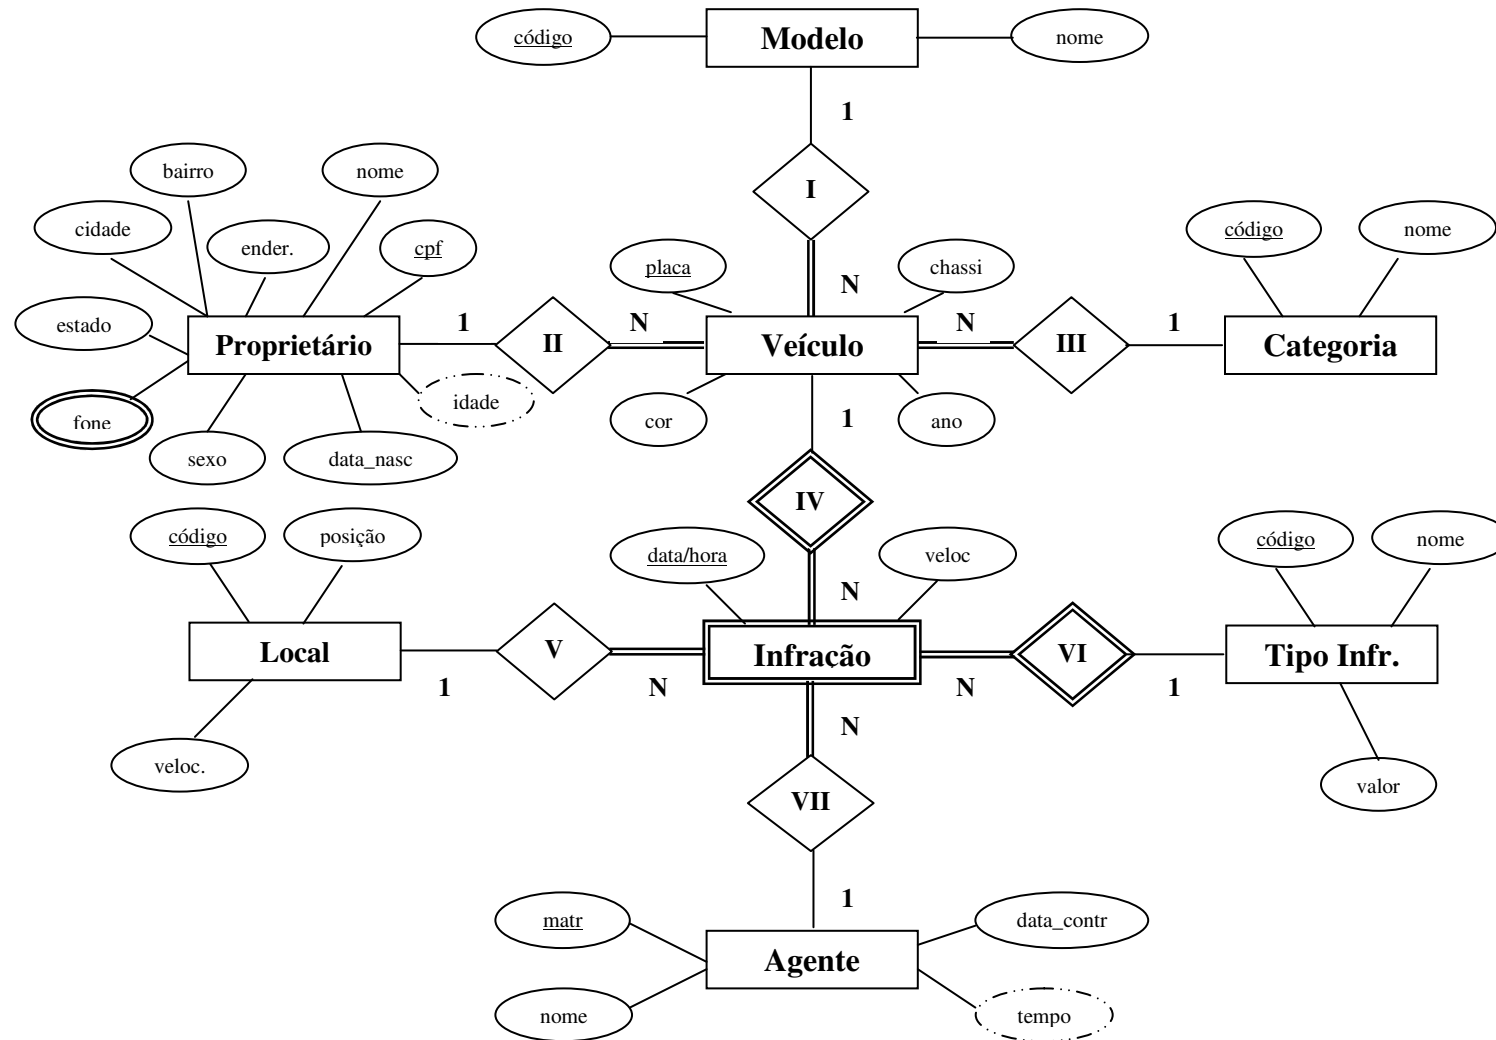 código
Modelo
nome
1
I
bairro
nome
cidade
ender.
cpf
código
nome
placa
chassi
N
estado
1
II
N
N
III
1
Proprietário
Veículo
Categoria
idade
fone
cor
1
ano
sexo
data_nasc
IV
código
posição
data/hora
veloc
código
nome
N
Local
V
Infração
VI
Tipo Infr.
1
N
N
1
N
veloc.
valor
VII
1
matr
data_contr
Agente
nome
tempo